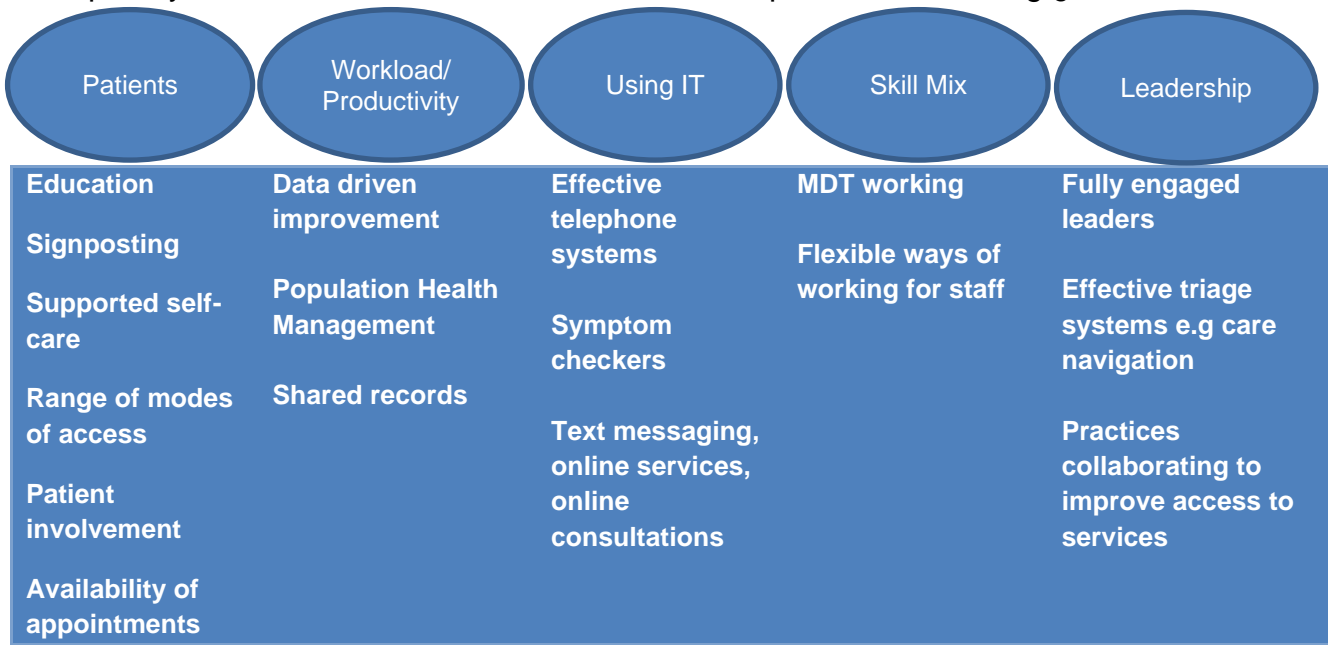 Patients
Workload/
Productivity
Using IT
Skill Mix
Leadership
Education
Signposting
Supported self-
care
Range of modes
of access
Patient
involvement
Availability of
appointments
Data driven
improvement
Population Health
Management
Shared records
Effective
telephone
systems
Symptom
checkers
Text messaging,
online services,
online
consultations
MDT working
Flexible ways of
working for staff
Fully engaged
leaders
Effective triage
systems e.g care
navigation
Practices
collaborating to
improve access to
services